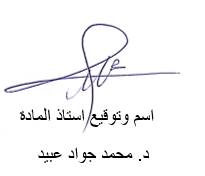 اسم وتوقيع استاذ المادة
د. محمد جواد عبيد